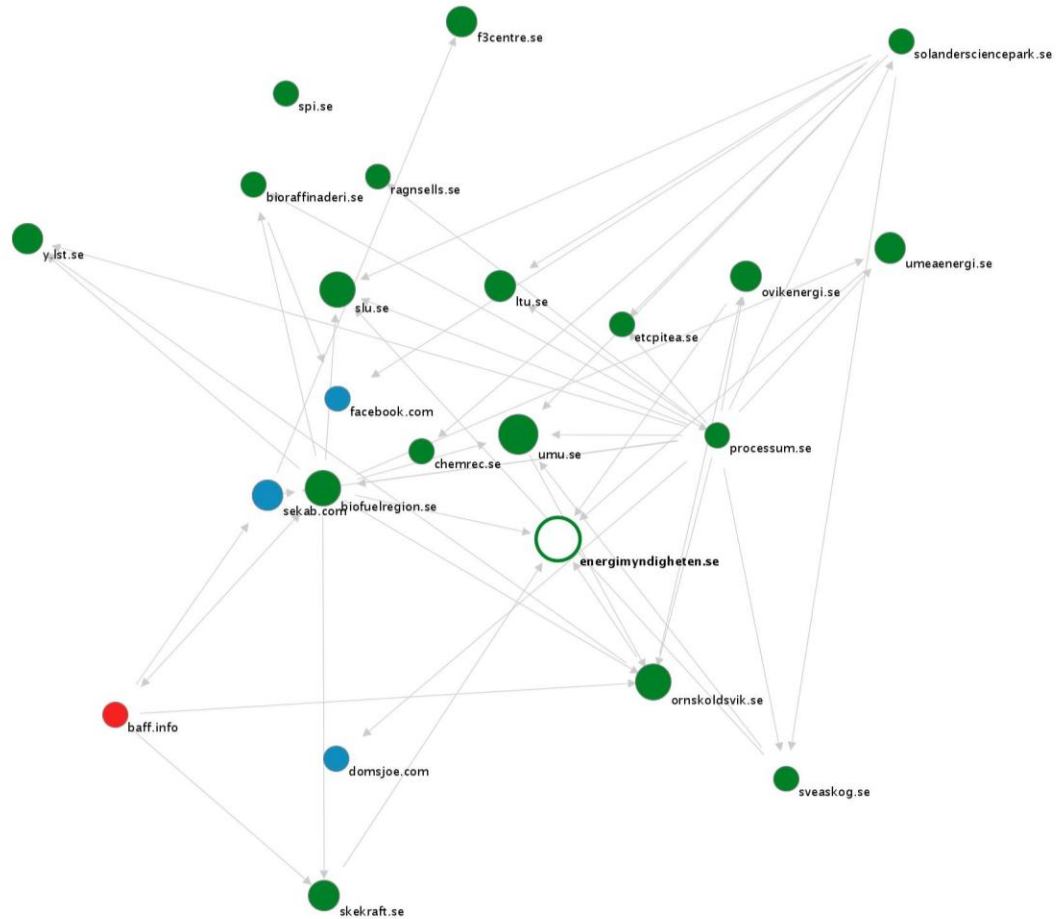 f3centre.se
solandersciencepark.se
spi.se
ragnsells.se
bioraffinaderi.se
y.lst.se
umeaenergi.se
ovikenergi.se
slu.se
ltu.se
etcpitea.se
facebook.com
processum.se
umu.se
chemrec.se
sekab.com
biofuelregion.se
energimyndigheten.se
ornskoldsvik.se
baff.info
domsjoe.com
sveaskog.se
skekraft.se